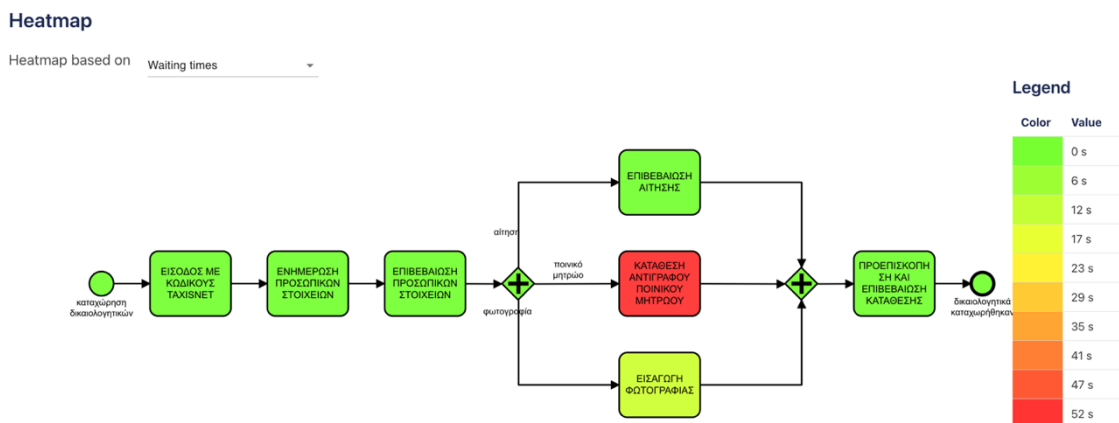 Heatmap
Heatmap based on
Waiting times
Legend
Color Value
0 s
6 s
12 s
17 s
23 s
29 s
35 s
41 s
47 s
52 s
καταχώρηση
δικαιολογητικών
ΕΙΣΟΔΟΣ ΜΕ
ΚΩΔΙΚΟΥΣ
TAXISNET
ΕΝΗΜΕΡΩΣΗ
ΠΡΟΣΩΠΙΚΩΝ
ΣΤΟΙΧΕΙΩΝ
ΕΠΙΒΕΒΑΙΩΣΗ
ΠΡΟΣΩΠΙΚΩΝ
ΣΤΟΙΧΕΙΩΝ
αίτηση
ποινικό
μητρώο
φωτογραφία
ΕΠΙΒΕΒΑΙΩΣΗ
ΑΙΤΗΣΗΣ
ΚΑΤΑΘΕΣΗ
ΑΝΤΙΓΡΑΦΟΥ
ΠΟΙΝΙΚΟΥ
ΜΗΤΡΩΟΥ
ΕΙΣΑΓΩΓΗ
ΦΩΤΟΓΡΑΦΙΑΣ
ΠΡΟΕΠΙΣΚΟΠΗ
ΣΗ ΚΑΙ
ΕΠΙΒΕΒΑΙΩΣΗ
ΚΑΤΑΘΕΣΗΣ
δικαιολογητικά
καταχωρήθηκαν